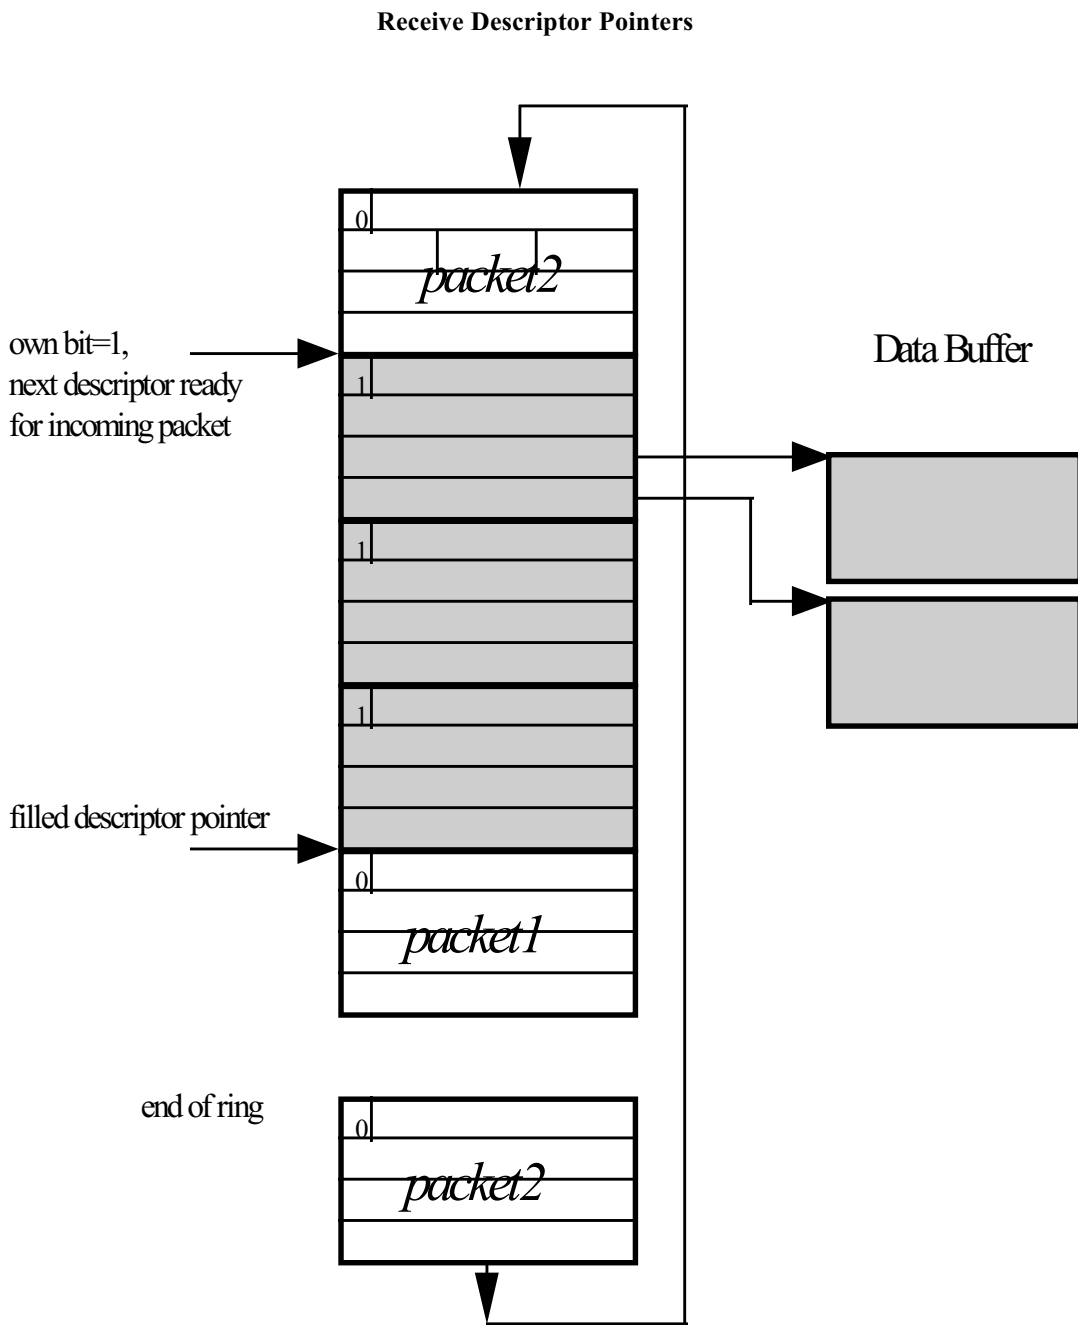 Receive Descriptor Pointers
0
packet2
own bit=1,
next descriptor ready
for incoming packet
Data Buffer
1
1
1
filled descriptor pointer
0
packet1
end of ring
0
packet2